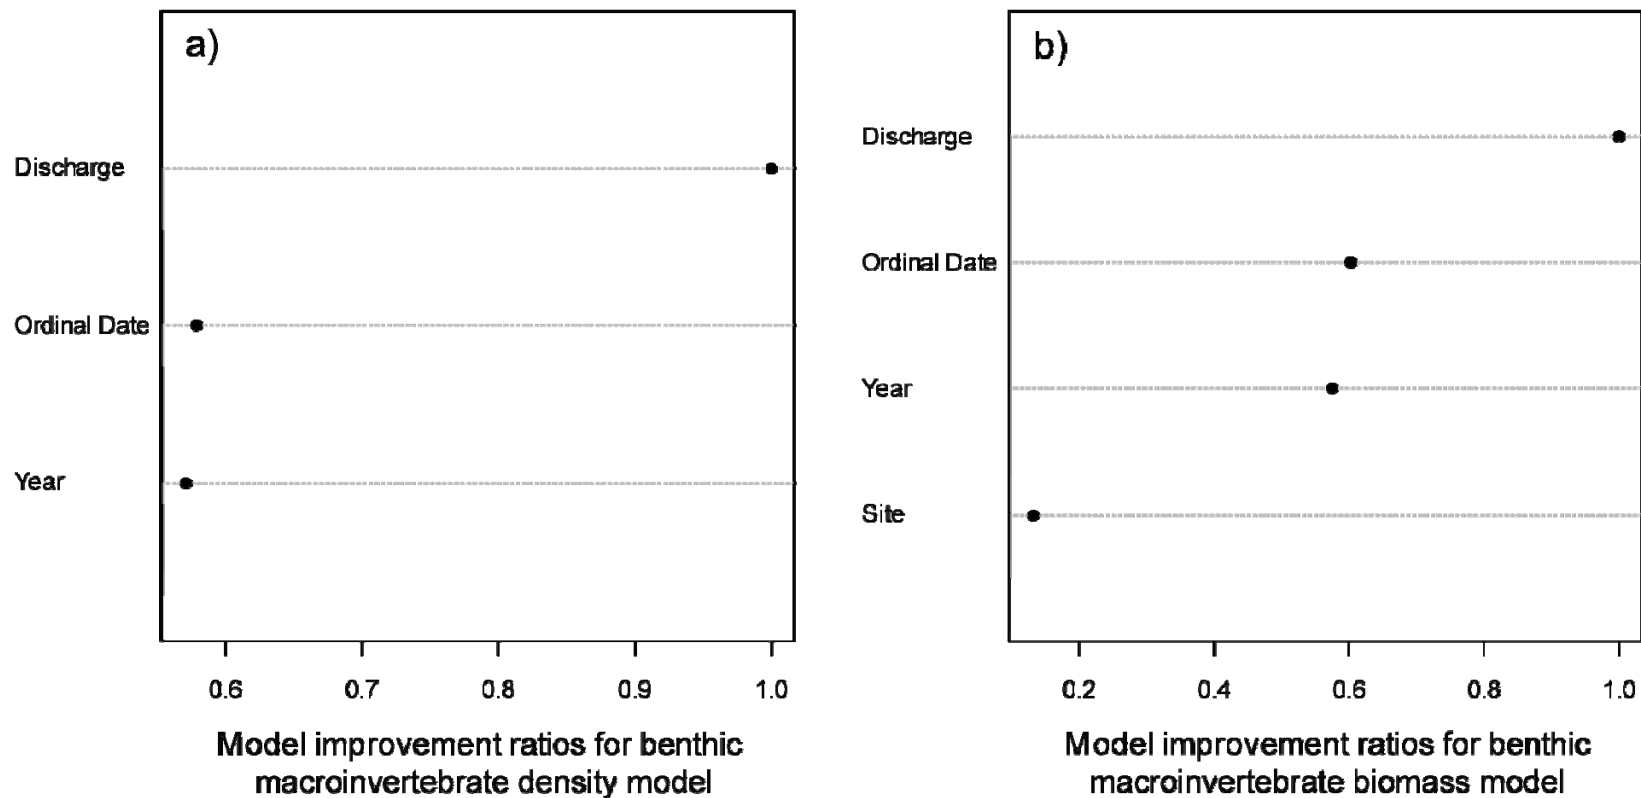 a)
Discharge
Ordinal Date
Year
0.6 0.7 0.8 0.9 1.0
Model improvement ratios for benthic
macroinvertebrate density model
b)
Discharge
Ordinal Date
Year
Site
0.2 0.4 0.6 0.8 1.0
Model improvement ratios for benthic
macroinvertebrate biomass model